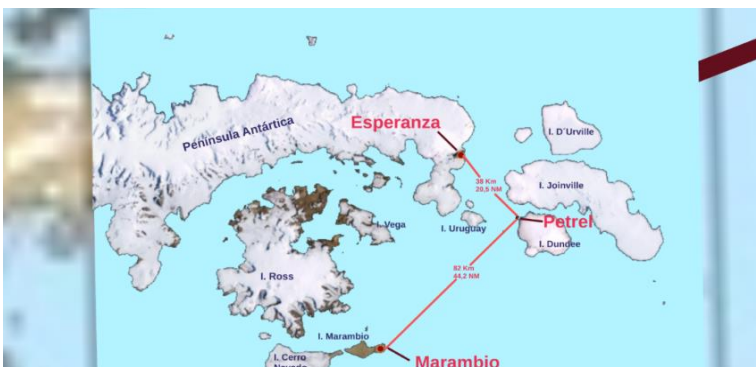 I. D´Urville
Esperanza
Península Antártica
38 Km
20,5 NM
I. Joinville
I. Vega
I. Uruguay
Petrel
I. Dundee
I. Ross
82 Km
44,2 NM
I. Marambio
I. Cerro
Nevado
Marambio